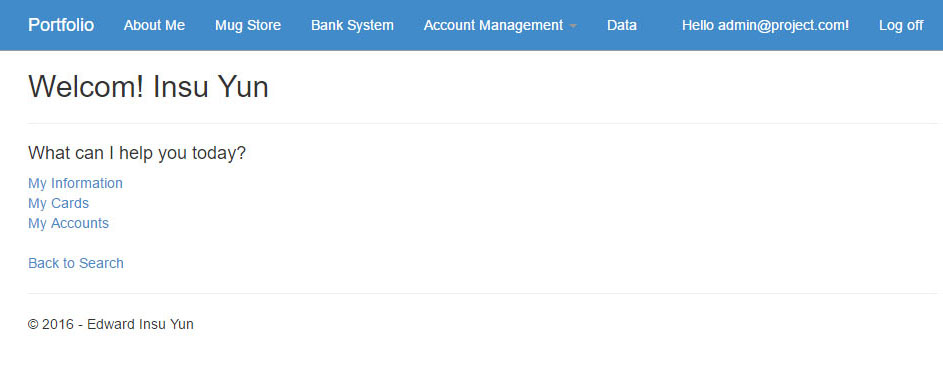 Portfolio About Me Mug Store Bank System Account Management Data Hello admin@project.com! Log off
Welcom! Insu Yun
What can I help you today?
My Information
My Cards
My Accounts
Back to Search
© 2016 - Edward Insu Yun